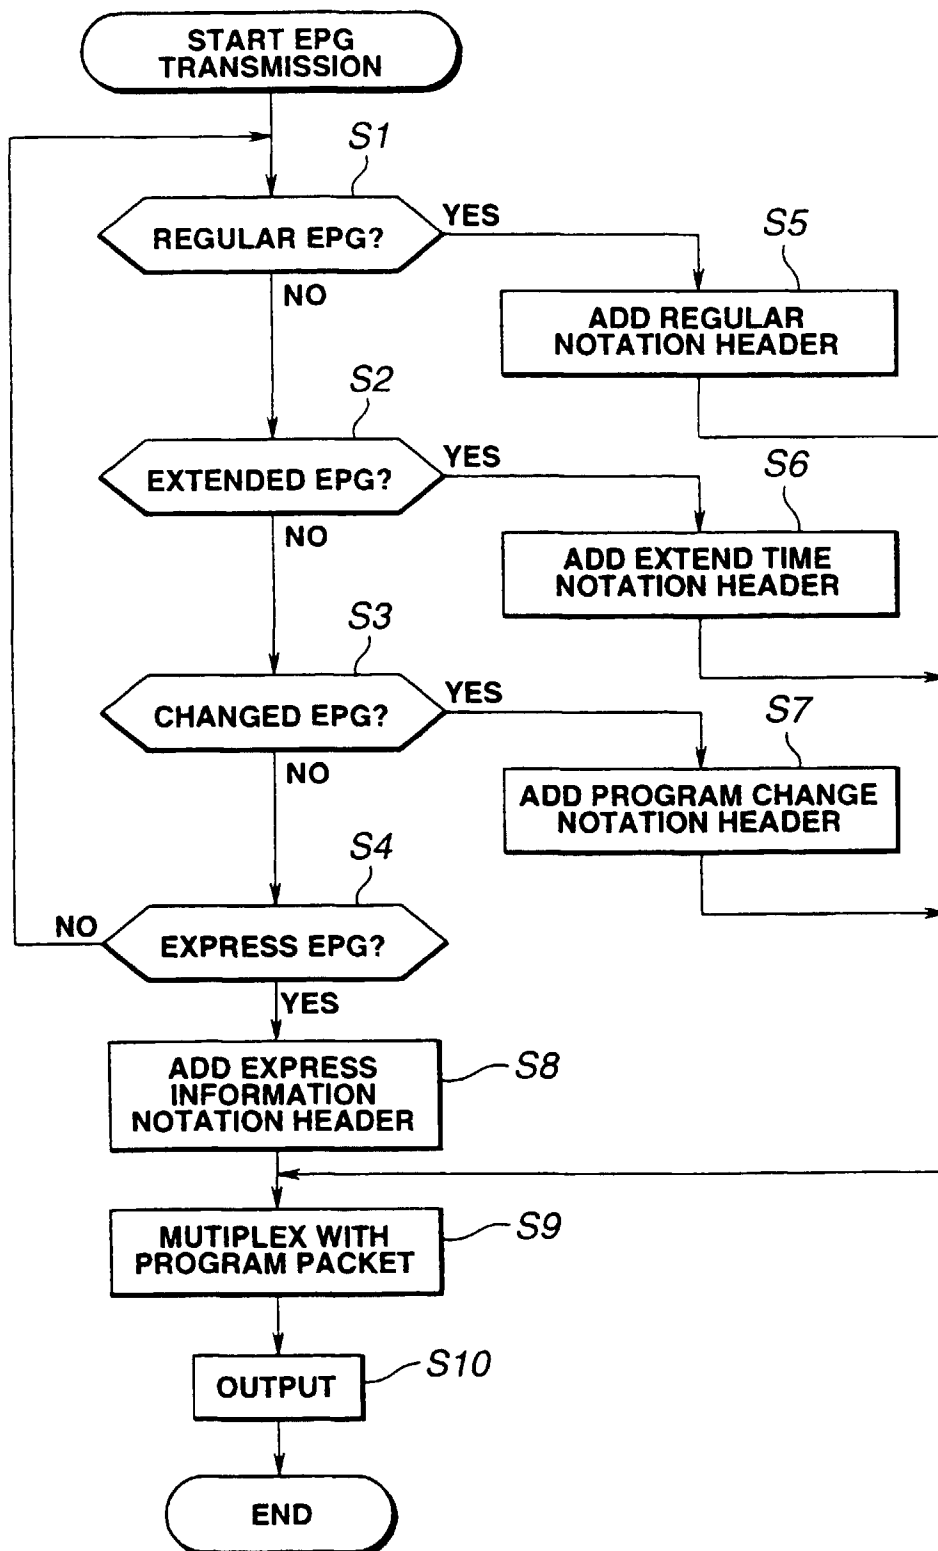 START EPG
TRANSMISSION
S1
REGULAR EPG?
YES
NO
S5
ADD REGULAR
NOTATION HEADER
S2
EXTENDED EPG?
YES
NO
S6
ADD EXTEND TIME
NOTATION HEADER
S3
CHANGED EPG?
YES
NO
S7
ADD PROGRAM CHANGE
NOTATION HEADER
S4
NO
EXPRESS EPG?
YES
ADD EXPRESS
INFORMATION
NOTATION HEADER
S8
MUTIPLEX WITH
PROGRAM PACKET
S9
OUTPUT
S10
END